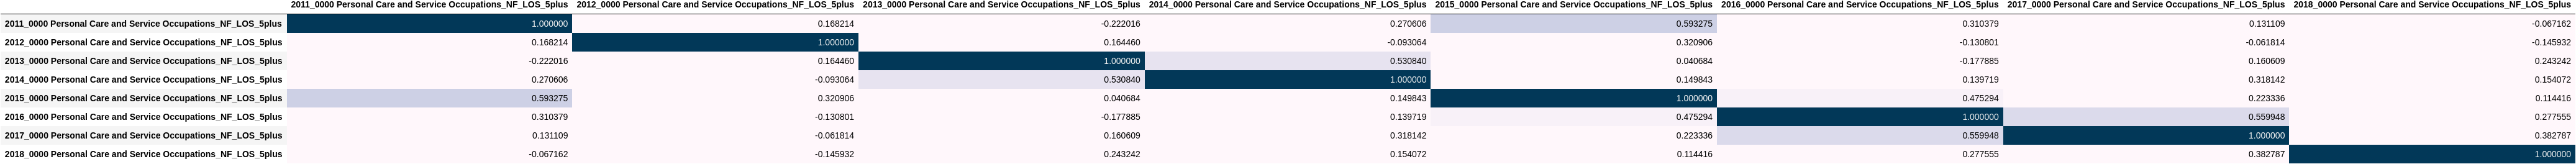 2011_0000 Personal Care and Service Occupations_NF_LOS_5plus 2012_0000 Personal Care and Service Occupations_NF_LOS_5plus 2013_0000 Personal Care and Service Occupations_NF_LOS_5plus 2014_0000 Personal Care and Service Occupations_NF_LOS_5plus 2015_0000 Personal Care and Service Occupations_NF_LOS_5plus 2016_0000 Personal Care and Service Occupations_NF_LOS_5plus 2017_0000 Personal Care and Service Occupations_NF_LOS_5plus 2018_0000 Personal Care and Service Occupations_NF_LOS_5plus
2011_0000 Personal Care and Service Occupations_NF_LOS_5plus 1.000000 0.168214 -0.222016 0.270606 0.593275 0.310379 0.131109 -0.067162
2012_0000 Personal Care and Service Occupations_NF_LOS_5plus 0.168214 1.000000 0.164460 -0.093064 0.320906 -0.130801 -0.061814 -0.145932
2013_0000 Personal Care and Service Occupations_NF_LOS_5plus -0.222016 0.164460 1.000000 0.530840 0.040684 -0.177885 0.160609 0.243242
2014_0000 Personal Care and Service Occupations_NF_LOS_5plus 0.270606 -0.093064 0.530840 1.000000 0.149843 0.139719 0.318142 0.154072
2015_0000 Personal Care and Service Occupations_NF_LOS_5plus 0.593275 0.320906 0.040684 0.149843 1.000000 0.475294 0.223336 0.114416
2016_0000 Personal Care and Service Occupations_NF_LOS_5plus 0.310379 -0.130801 -0.177885 0.139719 0.475294 1.000000 0.559948 0.277555
2017_0000 Personal Care and Service Occupations_NF_LOS_5plus 0.131109 -0.061814 0.160609 0.318142 0.223336 0.559948 1.000000 0.382787
2018_0000 Personal Care and Service Occupations_NF_LOS_5plus -0.067162 -0.145932 0.243242 0.154072 0.114416 0.277555 0.382787 1.000000